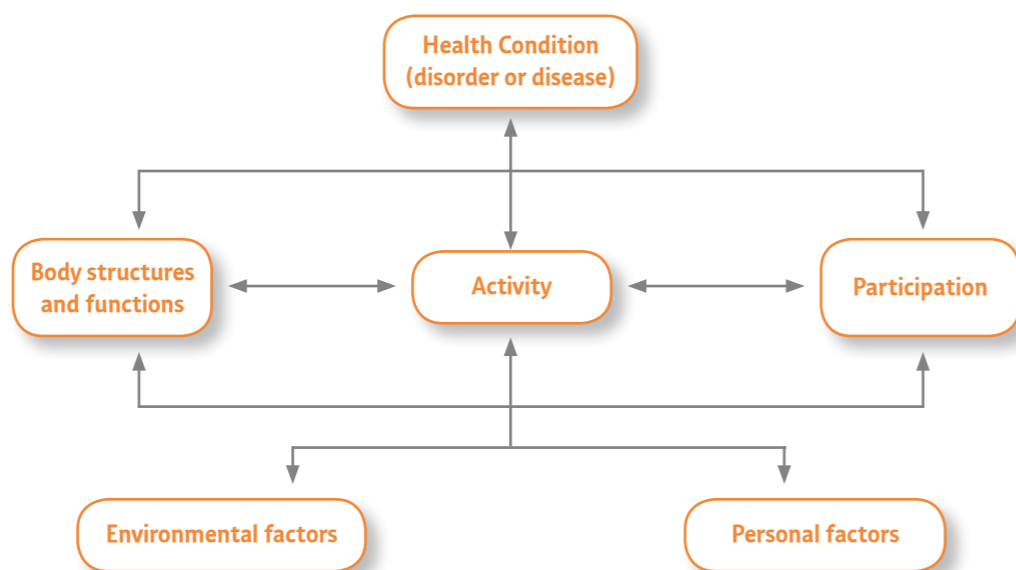 Health Condition
(disorder or disease)
Body structures
and functions
Activity
Participation
Environmental factors
Personal factors